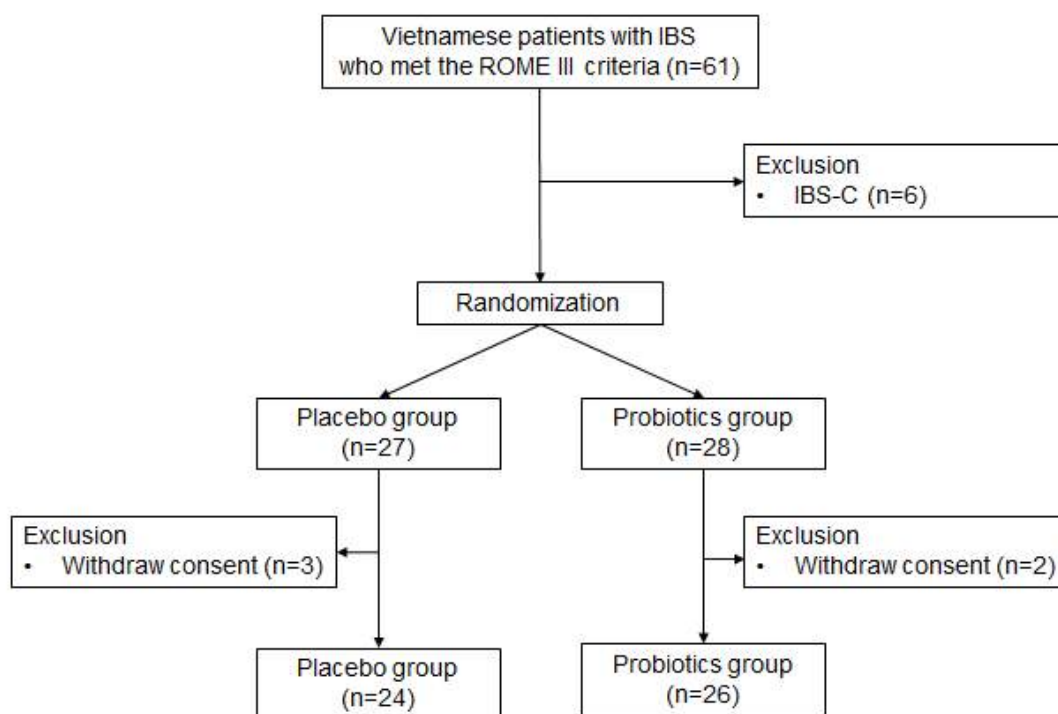 Vietnamese patients with IBS
who met the ROME III criteria (n=61)
Exclusion
• IBS-C (n=6)
Randomization
Placebo group
(n=27)
Probiotics group
(n=28)
Exclusion
• Withdraw consent (n=3)
Exclusion
• Withdraw consent (n=2)
Placebo group
(n=24)
Probiotics group
(n=26)